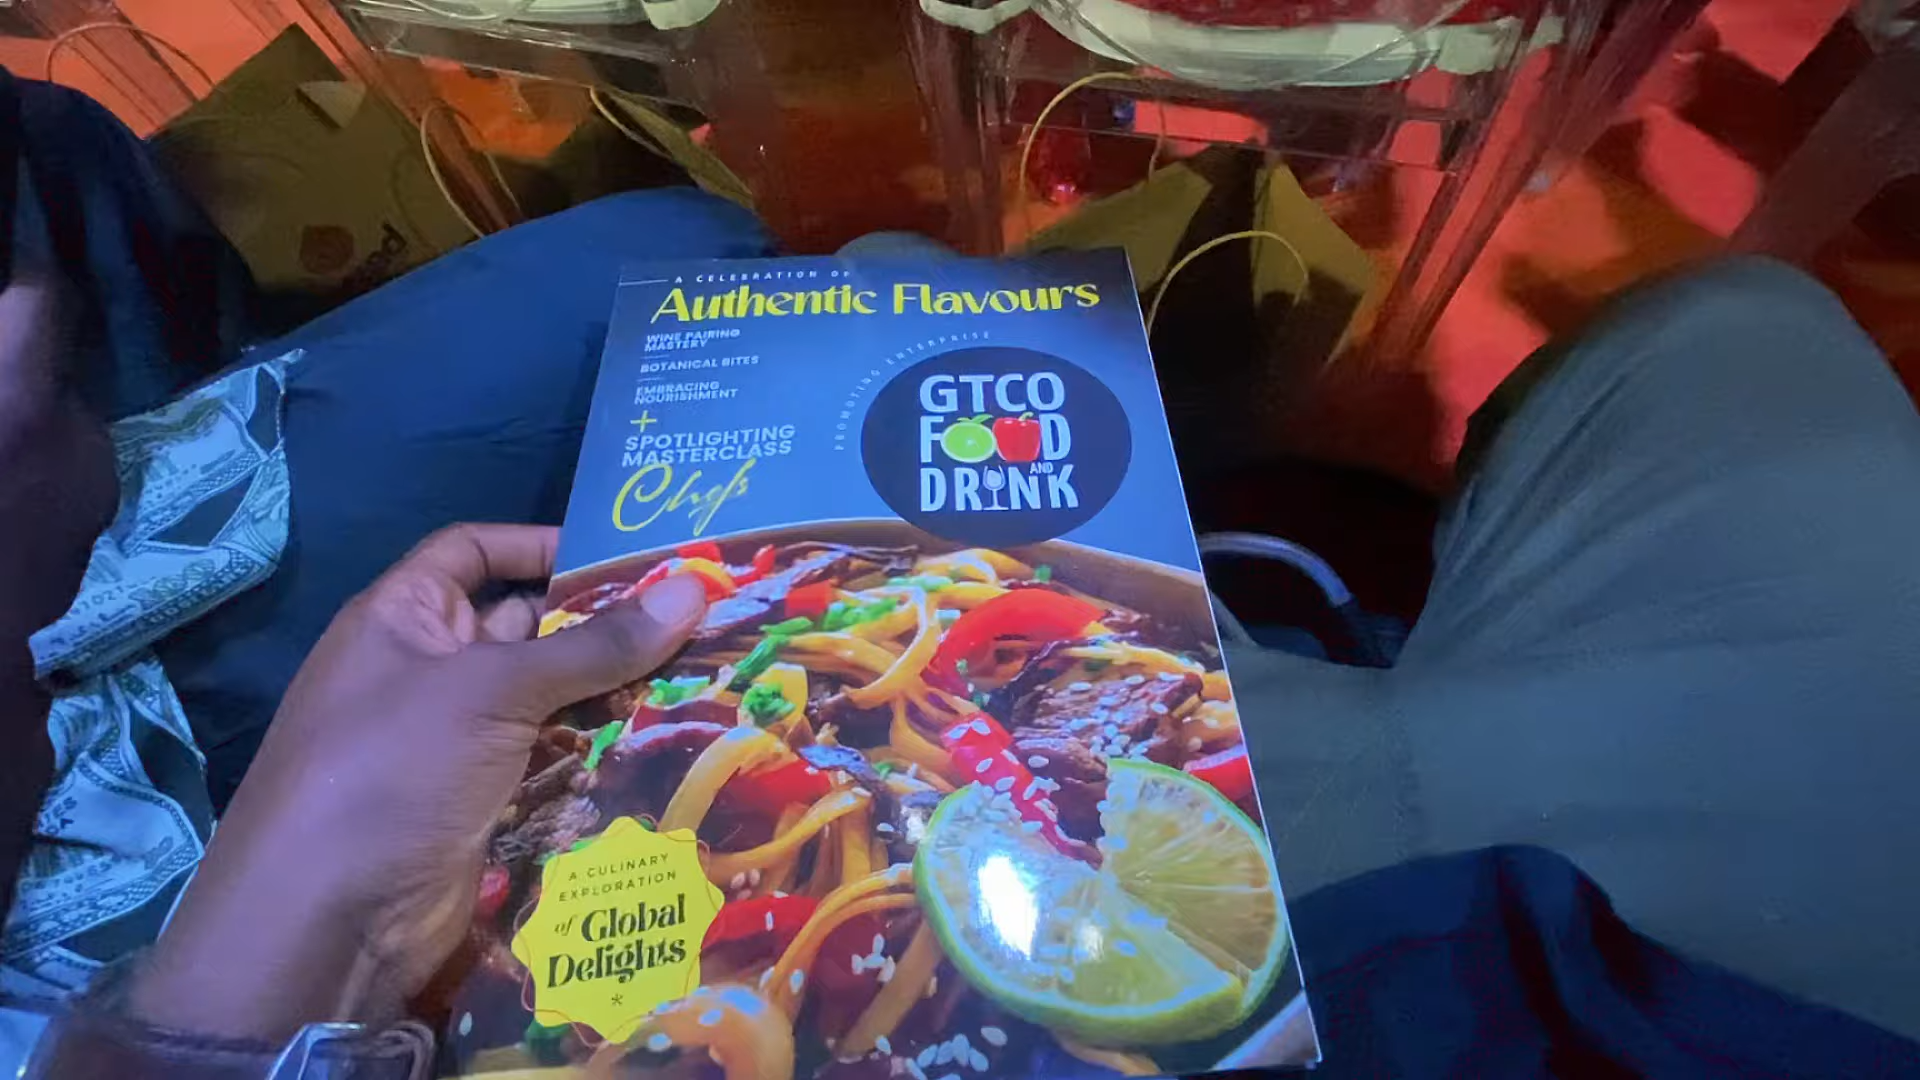 A CELEBRATION OF
Authentic Flavours
WINE PAIRING
MASTERY
BOTANICAL BITES
EMBRACING
NOURISHMENT
+
SPOTLIGHTING
MASTERCLASS
Chefs
PROMOTING ENTERPRISE
GTCO
FOOD
AND
DRINK
A CULINARY
EXPLORATION
of Global
Delights
*